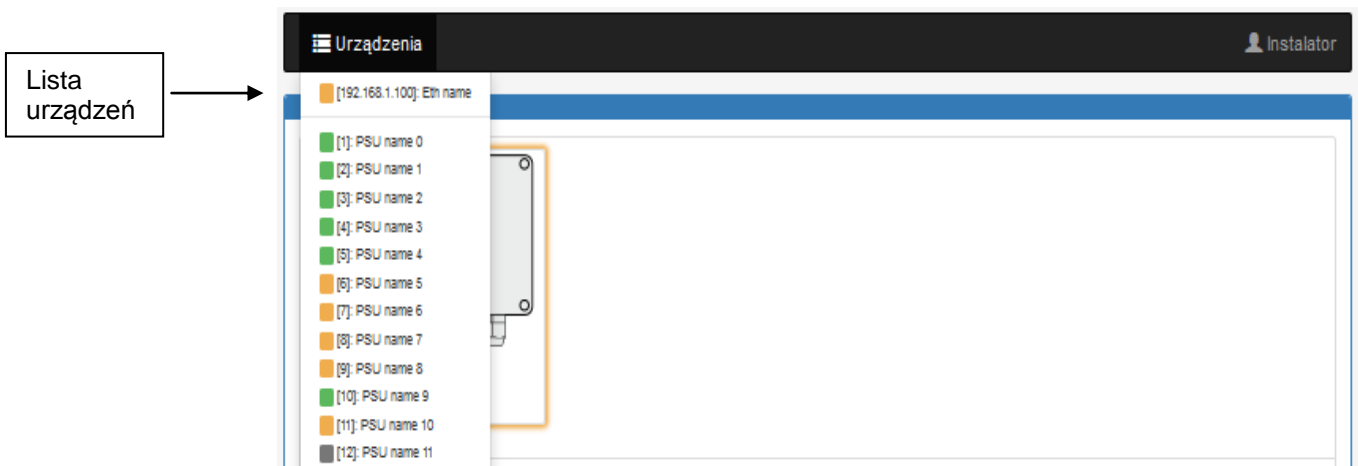 Urządzenia
Instalator
Lista
urządzeń
[192.168.1.100]: Eth name
[1]: PSU name 0
[2]: PSU name 1
[3]: PSU name 2
[4]: PSU name 3
[5]: PSU name 4
[6]: PSU name 5
[7]: PSU name 6
[8]: PSU name 7
[9]: PSU name 8
[10]: PSU name 9
[11]: PSU name 10
[12]: PSU name 11